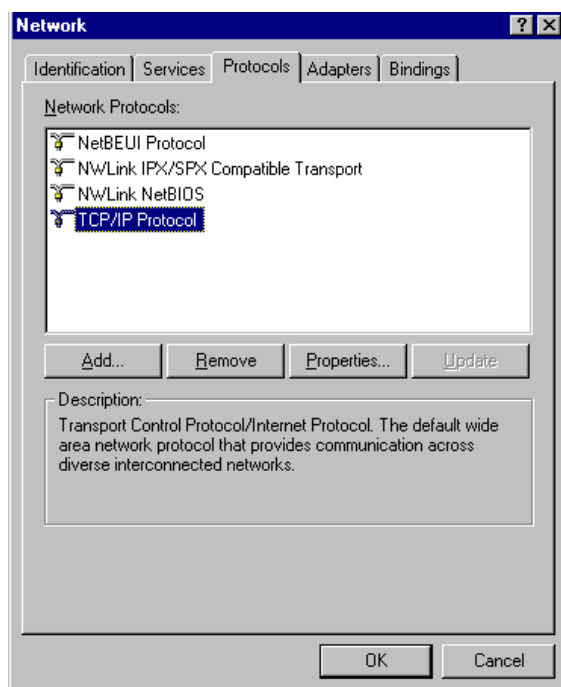 Network
Identification Services Protocols Adapters Bindings
Network Protocols:
NetBEUI Protocol
NWLink IPX/SPX Compatible Transport
NWLink NetBIOS
TCP/IP Protocol
Add... Remove Properties... Update
Description:
Transport Control Protocol/Internet Protocol. The default wide
area network protocol that provides communication across
diverse interconnected networks.
OK Cancel